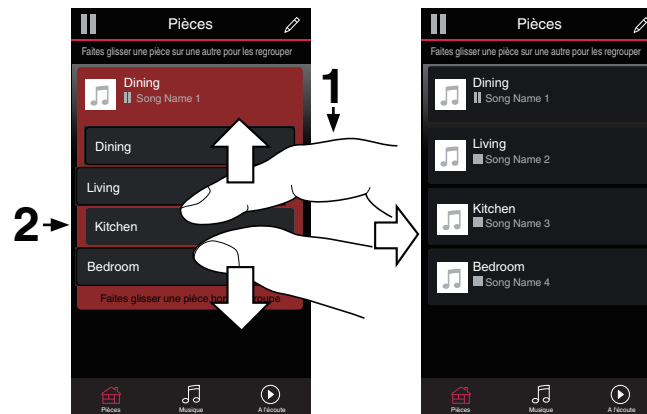 Pièces
Faites glisser une pièce sur une autre pour les regrouper
Dining
Song Name 1
Dining
Living
Kitchen
Bedroom
Faites glisser une pièce hors regroupe
Pièces
Musique
A l'écoute
1
2
Pièces
Faites glisser une pièce sur une autre pour les regrouper
Dining
Song Name 1
Living
Song Name 2
Kitchen
Song Name 3
Bedroom
Song Name 4
Pièces
Musique
A l'écoute